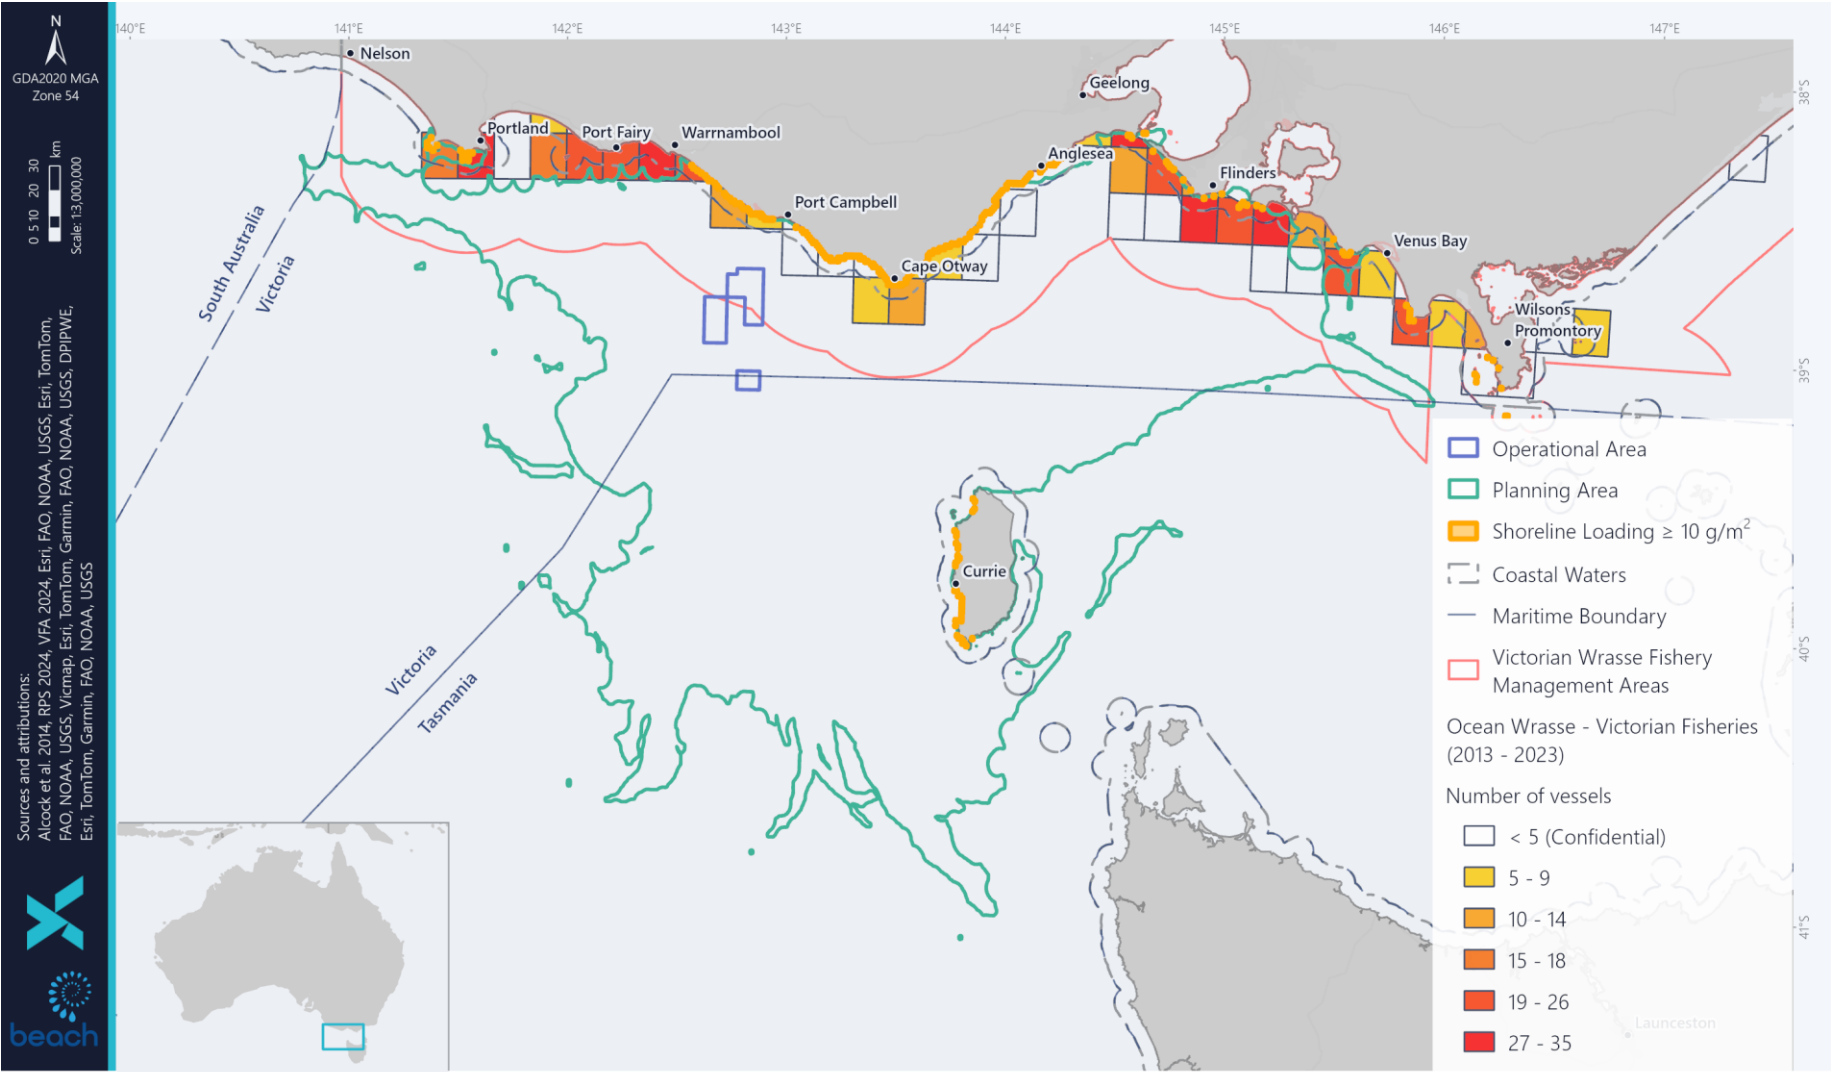 N
GDA2020 MGA
Zone 54
0 5 10 20 30
km
Scale: 1:3,000,000
Sources and attributions:
Alcock et al. 2014, RPS 2024, VFA 2024, Esri, FAO, NOAA, USGS, Esri, TomTom,
FAO, NOAA, USGS, Vicmap, Esri, TomTom, Garmin, FAO, NOAA, USGS, DPIPWE,
Esri, TomTom, Garmin, FAO, NOAA, USGS
beach
140°E
141°E
142°E
143°E
144°E
145°E
146°E
147°E
38°S
39°S
40°S
41°S
Nelson
Geelong
Portland
Port Fairy
Warrnambool
Anglesea
Flinders
Port Campbell
Venus Bay
Cape Otway
Wilsons
Promontory
South Australia
Victoria
Currie
Victoria
Tasmania
Operational Area
Planning Area
Shoreline Loading ≥ 10 g/m²
Coastal Waters
Maritime Boundary
Victorian Wrasse Fishery
Management Areas
Ocean Wrasse - Victorian Fisheries
(2013 - 2023)
Number of vessels
< 5 (Confidential)
5 - 9
10 - 14
15 - 18
19 - 26
27 - 35
Launceston